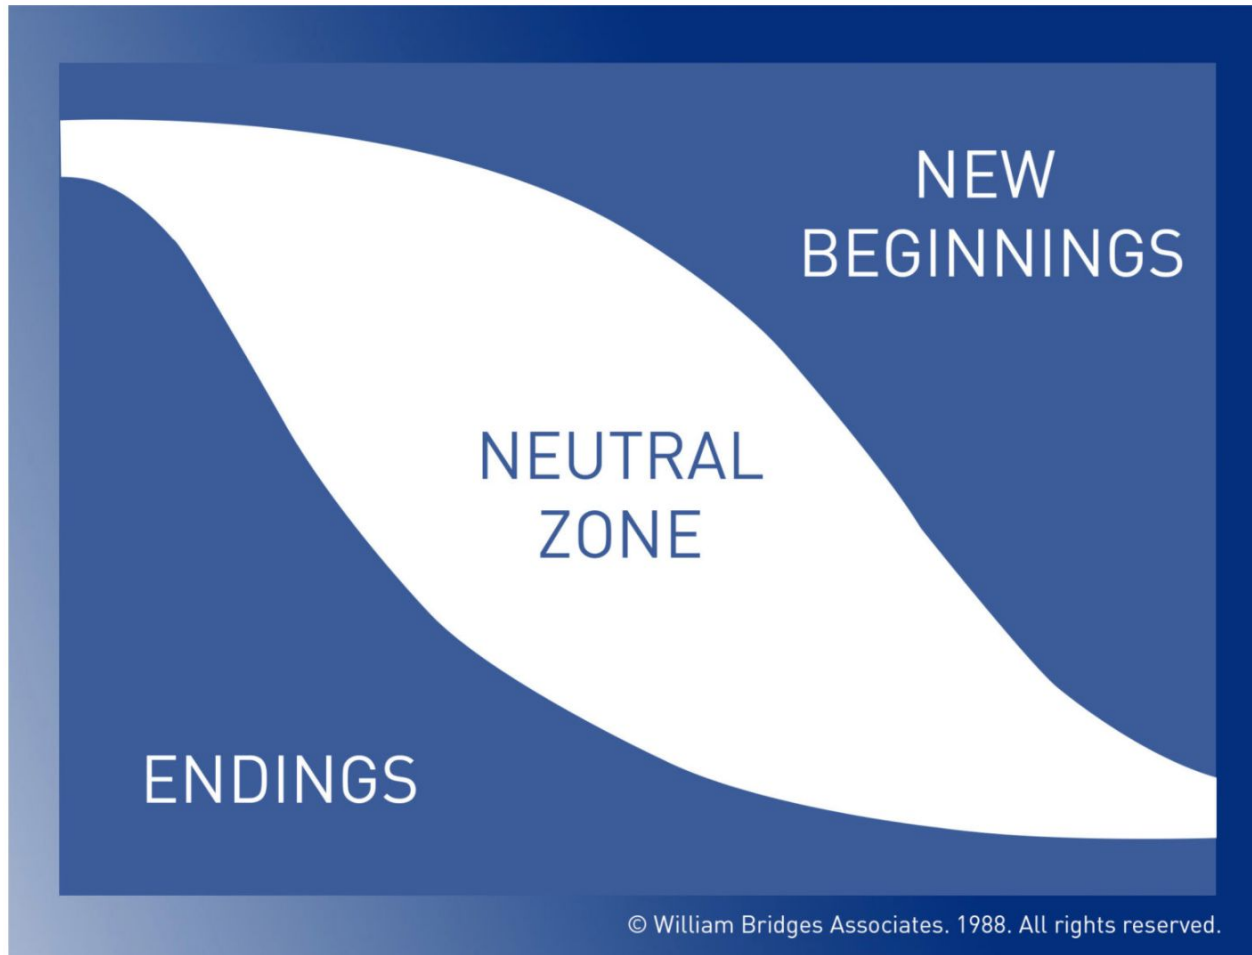 NEW
BEGINNINGS
NEUTRAL
ZONE
ENDINGS
© William Bridges Associates. 1988. All rights reserved.